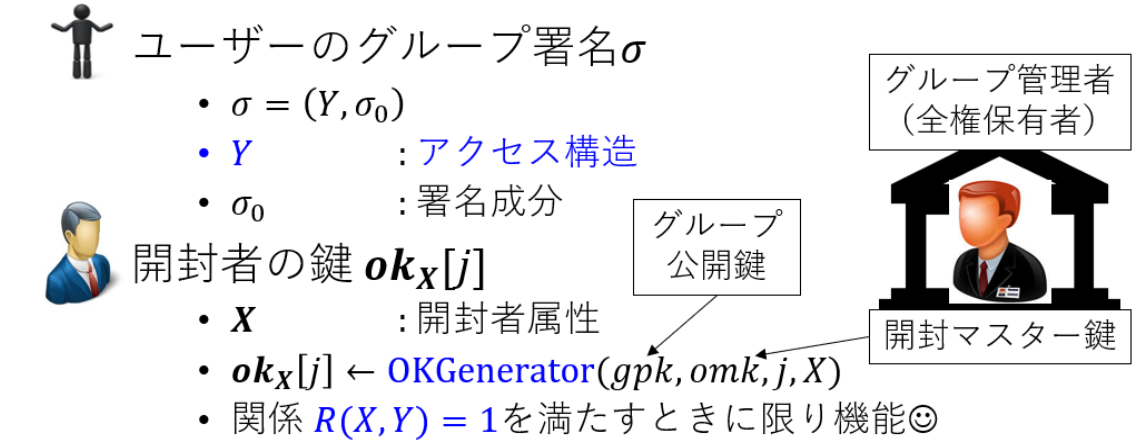 ユーザーのグループ署名σ
• σ = (Y, σ₀)
• Y : アクセス構造
• σ₀ : 署名成分
開封者の鍵 ok_X[j]
• X : 開封者属性
• ok_X[j] ← OKGenerator(gpk, omk, j, X)
• 関係 R(X, Y) = 1を満たすときに限り機能☺
グループ
公開鍵
グループ管理者
（全権保有者）
開封マスター鍵